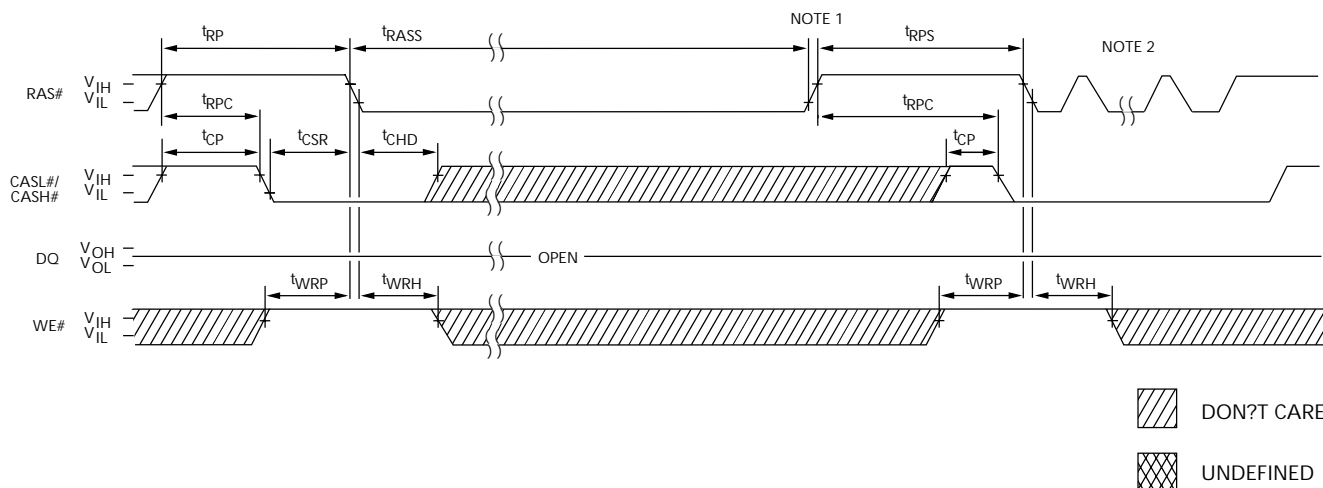 NOTE 1
tRP
tRASS
tRPS
NOTE 2
RAS#
VIH
VIL
tRPC
tRPC
tCP
tCSR
tCHD
tCP
CASL#/
CASH#
VIH
VIL
DQ
VOH
VOL
OPEN
tWRP
tWRH
tWRP
tWRH
WE#
VIH
VIL
DON?T CARE
UNDEFINED